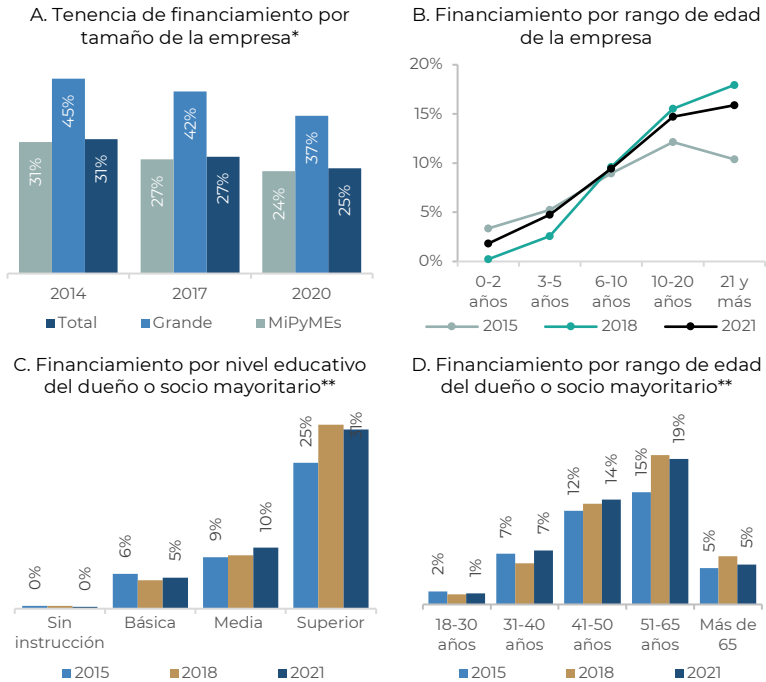 A. Tenencia de financiamiento por
tamaño de la empresa*
31%
45%
31%
27%
42%
27%
24%
37%
25%
2014
2017
2020
Total
Grande
MiPyMEs
B. Financiamiento por rango de edad
de la empresa
20%
15%
10%
5%
0%
0-2
años
3-5
años
6-10
años
10-20
años
21 y
más
2015
2018
2021
C. Financiamiento por nivel educativo
del dueño o socio mayoritario**
0%
0%
6%
5%
9%
10%
25%
Sin
instrucción
Básica
Media
Superior
2015
2018
2021
D. Financiamiento por rango de edad
del dueño o socio mayoritario**
2%
1%
7%
7%
12%
14%
15%
19%
5%
5%
18-30
años
31-40
años
41-50
años
51-65
años
Más de
65
2015
2018
2021